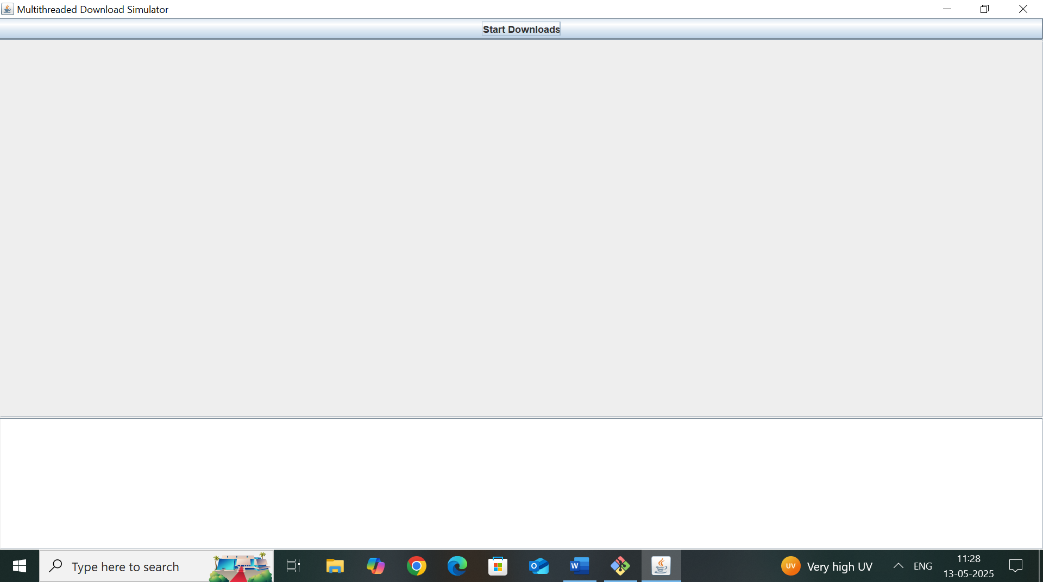 Multithreaded Download Simulator
Start Downloads
Type here to search
W
UV
Very high UV
ENG
11:28
13-05-2025